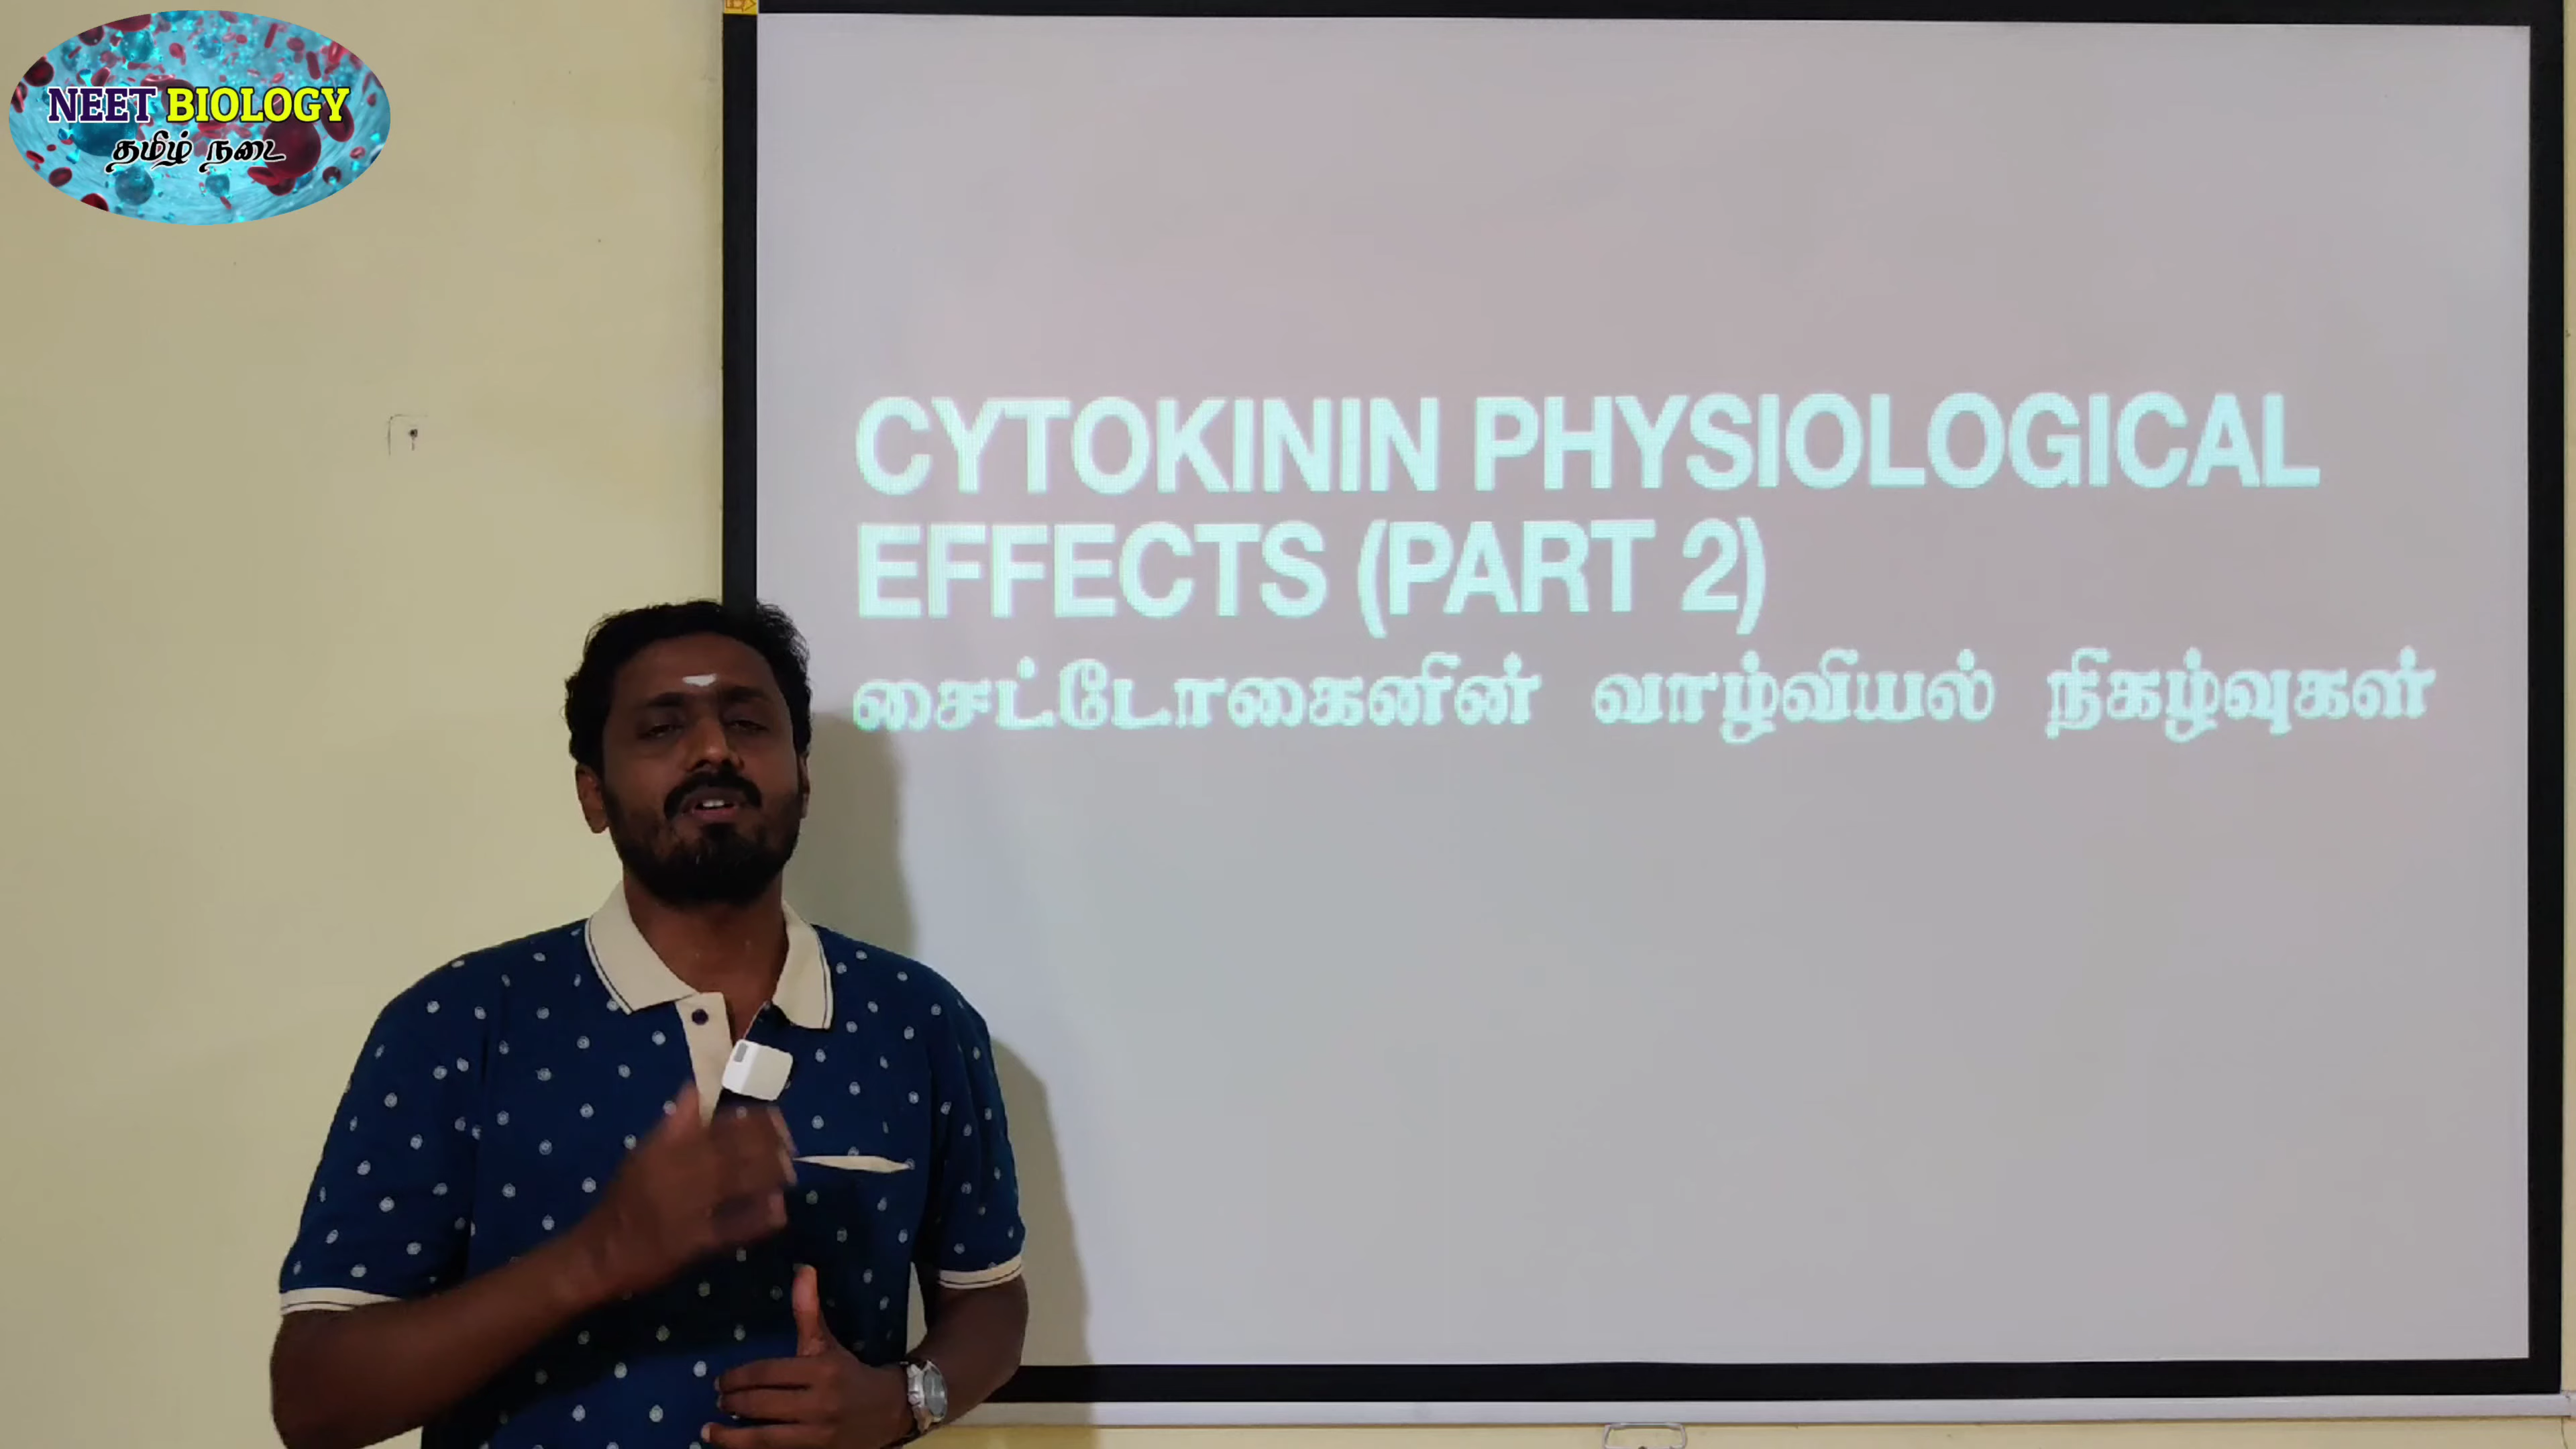 NEET BIOLOGY
தமிழ் நடை
CYTOKININ PHYSIOLOGICAL
EFFECTS (PART 2)
சைட்டோகைனின் வாழ்வியல் நிகழ்வுகள்